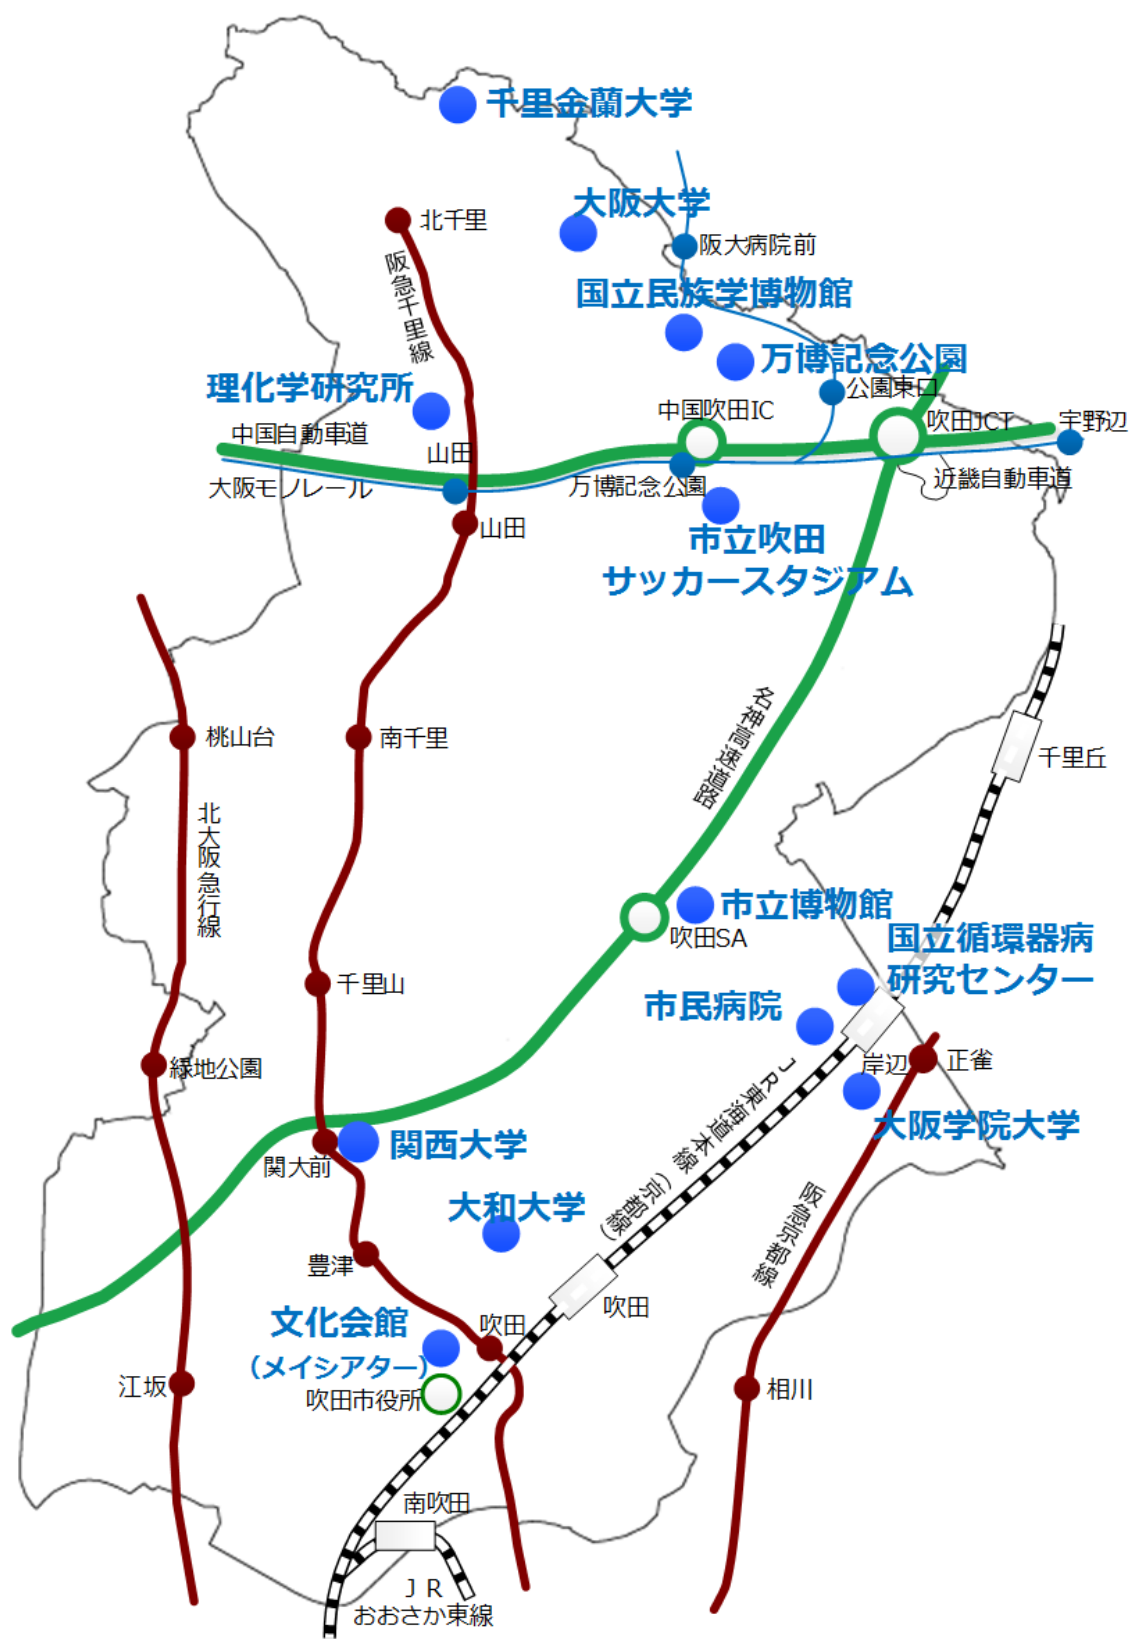 千里金蘭大学
大阪大学
北千里
阪大病院前
阪急千里線
国立民族学博物館
万博記念公園
理化学研究所
公園東口
中国吹田IC
吹田JCT
宇野辺
中国自動車道
山田
大阪モノレール
万博記念公園
近畿自動車道
山田
市立吹田
サッカースタジアム
名神高速道路
桃山台
南千里
千里丘
北大阪急行線
市立博物館
吹田SA
国立循環器病
研究センター
千里山
市民病院
緑地公園
岸辺
正雀
JR東海道本線(京都線)
大阪学院大学
関西大学
関大前
大和大学
阪急京都線
豊津
吹田
文化会館
吹田
(メイシアター)
江坂
吹田市役所
相川
南吹田
JR
おおさか東線